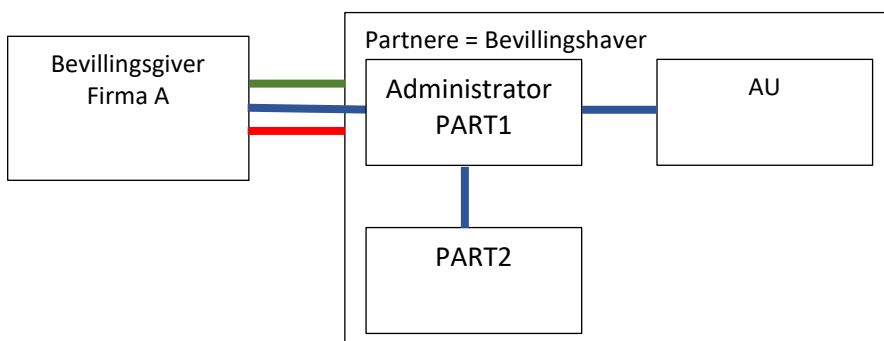 Partnere = Bevillingshaver
Bevillingsgiver
Firma A
Administrator
PART1
AU
PART2